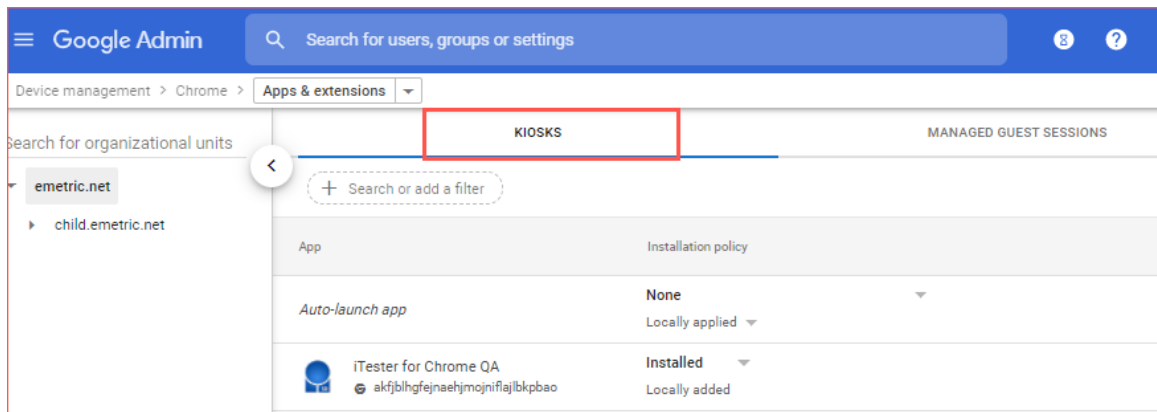 Google Admin
Search for users, groups or settings
Device management > Chrome > Apps & extensions
KIOSKS
MANAGED GUEST SESSIONS
Search for organizational units
emetric.net
Search or add a filter
child.emetric.net
App
Installation policy
Auto-launch app
None
Locally applied
iTester for Chrome QA
Installed
akfjblhgfejnaehjmojniflajlbkpbao
Locally added